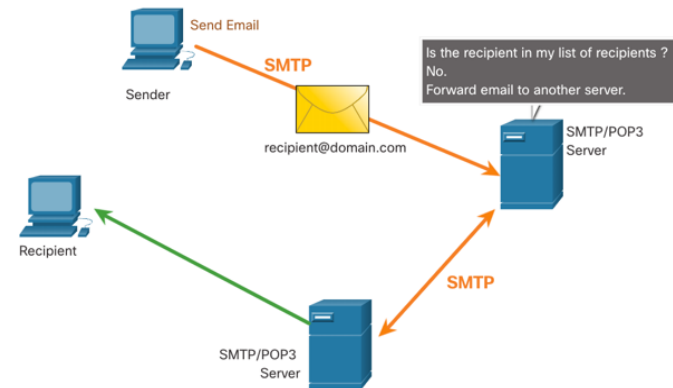 Send Email
SMTP
Sender
recipient@domain.com
Is the recipient in my list of recipients ?
No.
Forward email to another server.
SMTP/POP3
Server
Recipient
SMTP
SMTP/POP3
Server